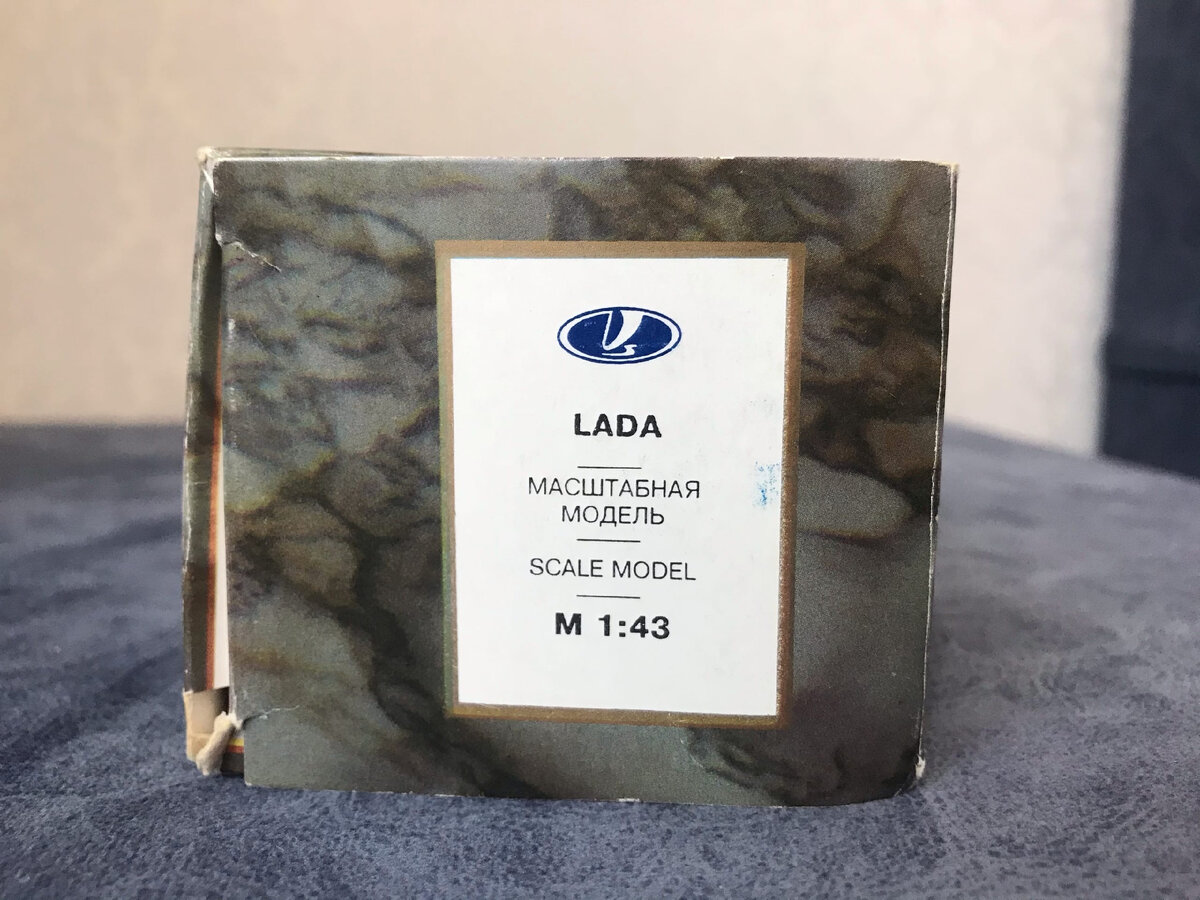 LADA
МАСШТАБНАЯ
МОДЕЛЬ
SCALE MODEL
M 1:43